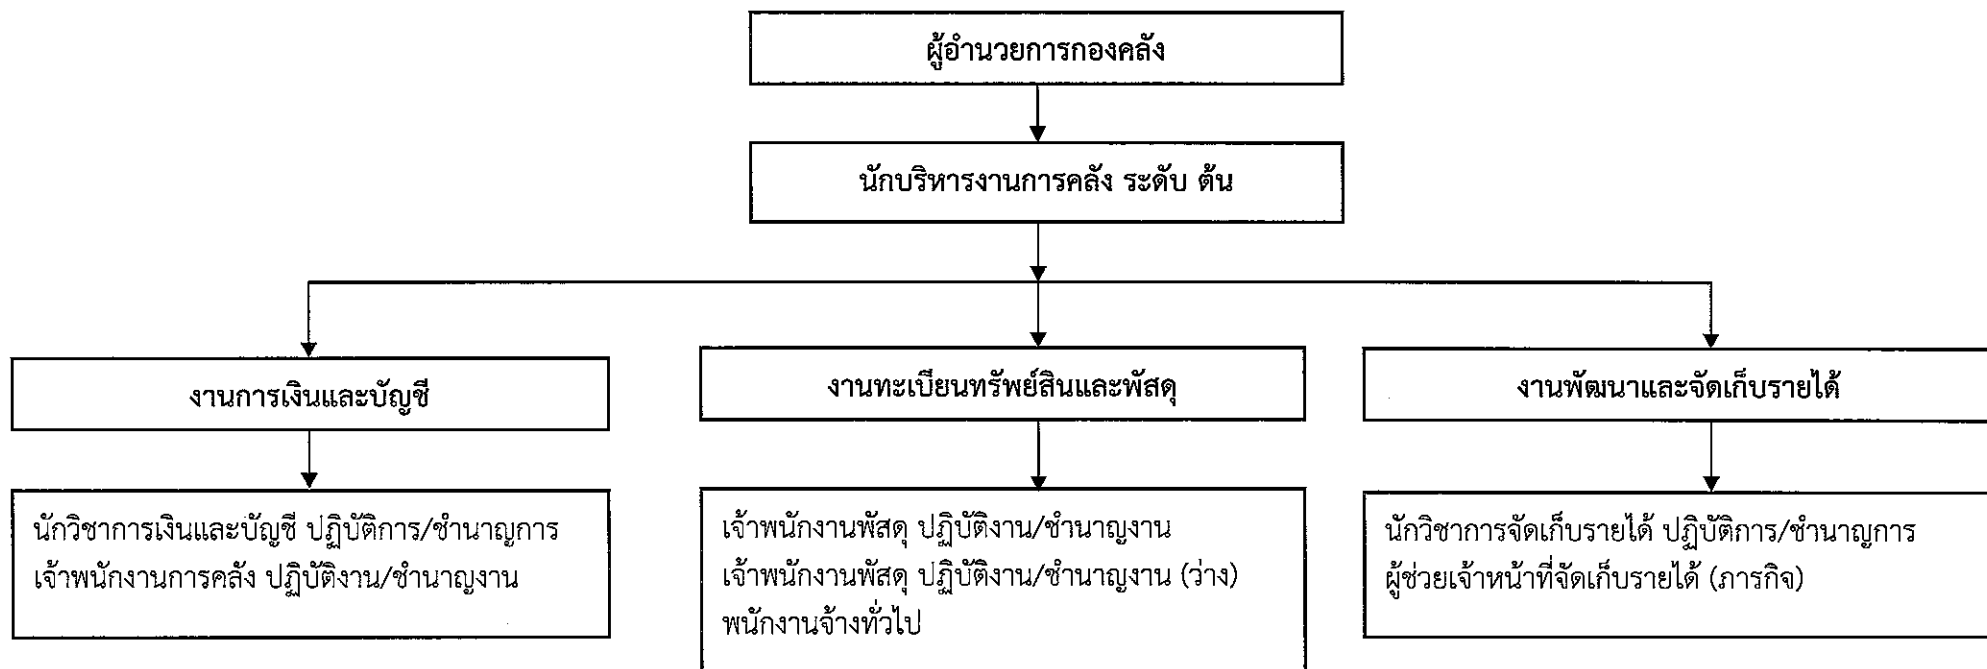 ผู้อำนวยการกองคลัง
นักบริหารงานการคลัง ระดับ ต้น
งานการเงินและบัญชี
งานทะเบียนทรัพย์สินและพัสดุ
งานพัฒนาและจัดเก็บรายได้
นักวิชาการเงินและบัญชี ปฏิบัติการ/ชำนาญการ
เจ้าพนักงานการคลัง ปฏิบัติงาน/ชำนาญงาน
เจ้าพนักงานพัสดุ ปฏิบัติงาน/ชำนาญงาน
เจ้าพนักงานพัสดุ ปฏิบัติงาน/ชำนาญงาน (ว่าง)
พนักงานจ้างทั่วไป
นักวิชาการจัดเก็บรายได้ ปฏิบัติการ/ชำนาญการ
ผู้ช่วยเจ้าหน้าที่จัดเก็บรายได้ (ภารกิจ)